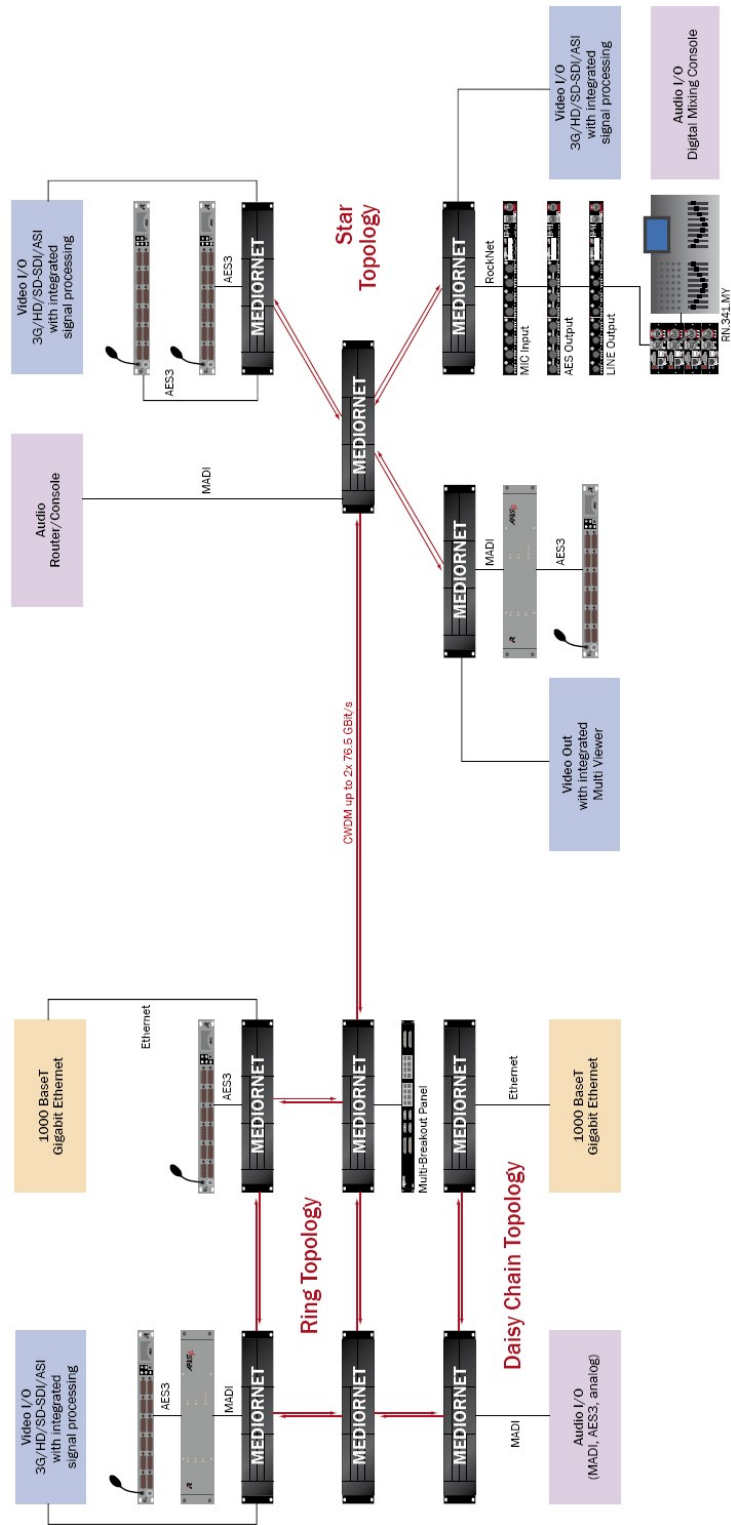 Video I/O
3G/HD/SD-SDI/ASI
with integrated
signal processing
1000 BaseT
Gigabit Ethernet
Audio
Router/Console
Video I/O
3G/HD/SD-SDI/ASI
with integrated
signal processing
AES3
MADI
AES3
Ethernet
MADI
AES3
AES3
MEDIORNET
MEDIORNET
MEDIORNET
Ring Topology
MEDIORNET
MEDIORNET
CWDM up to 2x 76.5 GBit/s
MEDIORNET
Star
Topology
Multi-Breakout Panel
Daisy Chain Topology
MEDIORNET
MEDIORNET
MEDIORNET
MEDIORNET
MADI
Ethernet
MADI
AES3
RockNet
MIC Input
AES Output
LINE Output
RN.341.MY
Audio I/O
(MADI, AES3, analog)
1000 BaseT
Gigabit Ethernet
Video Out
with integrated
Multi Viewer
Video I/O
3G/HD/SD-SDI/ASI
with integrated
signal processing
Audio I/O
Digital Mixing Console